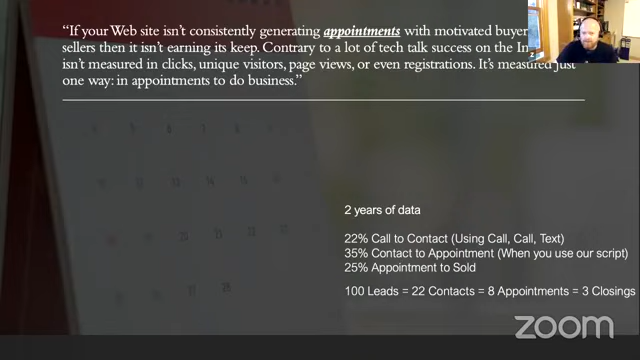 “If your Web site isn’t consistently generating appointments with motivated buye
sellers then it isn’t earning its keep. Contrary to a lot of tech talk success on the In
isn’t measured in clicks, unique visitors, page views, or even registrations. It’s measured just
one way: in appointments to do business.”
2 years of data
22% Call to Contact (Using Call, Call, Text)
35% Contact to Appointment (When you use our script)
25% Appointment to Sold
100 Leads = 22 Contacts = 8 Appointments = 3 Closings
zoom